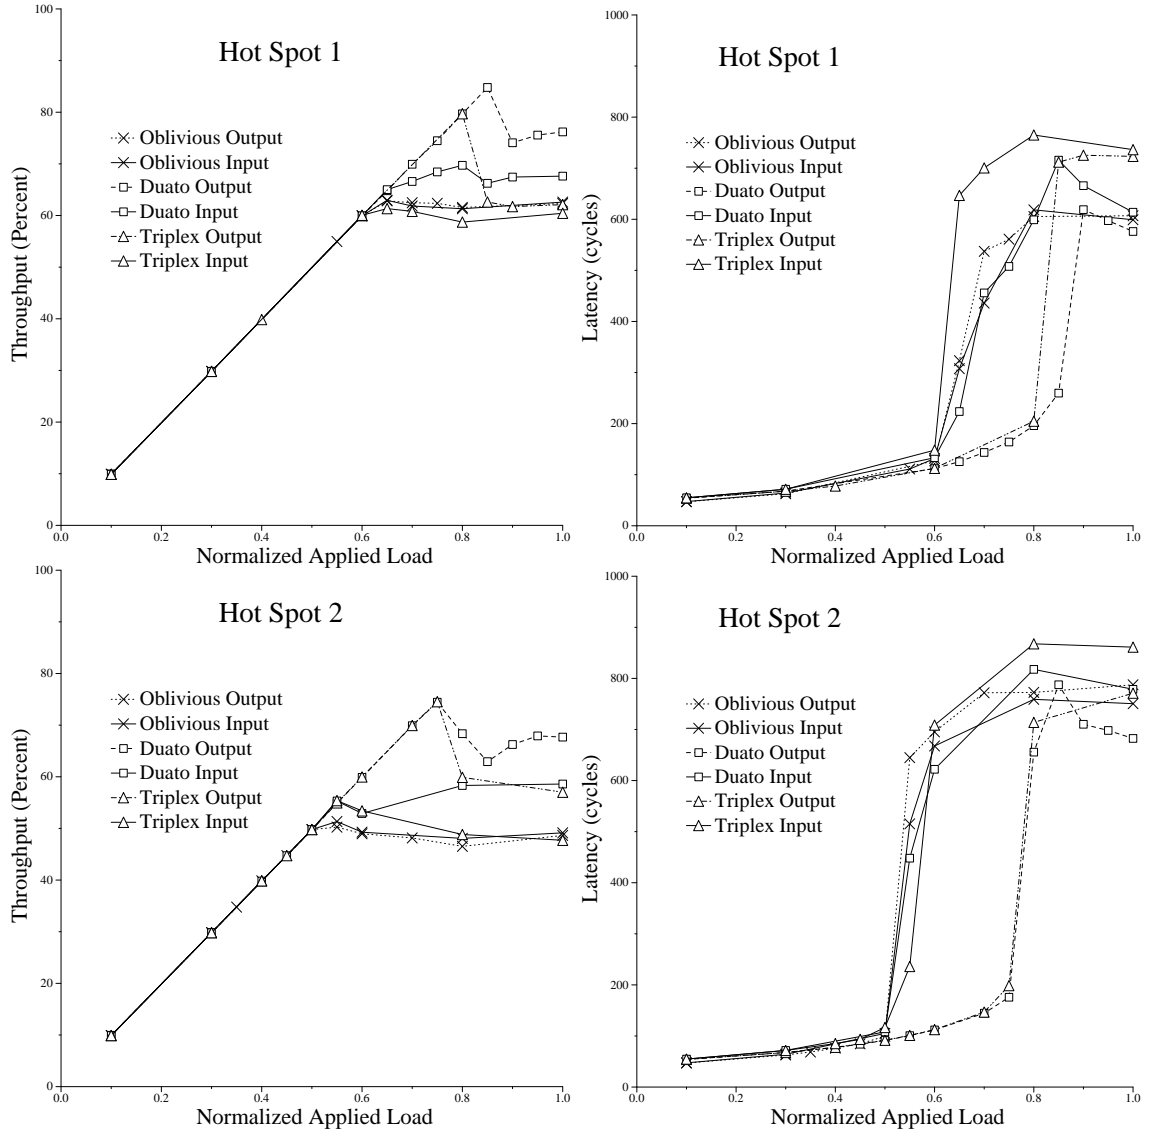 Hot Spot 1
Throughput (Percent)
100
80
60
40
20
0
Oblivious Output
Oblivious Input
Duato Output
Duato Input
Triplex Output
Triplex Input
0.0 0.2 0.4 0.6 0.8 1.0
Normalized Applied Load
Hot Spot 1
Latency (cycles)
1000
800
600
400
200
0
Oblivious Output
Oblivious Input
Duato Output
Duato Input
Triplex Output
Triplex Input
0.0 0.2 0.4 0.6 0.8 1.0
Normalized Applied Load
Hot Spot 2
Throughput (Percent)
100
80
60
40
20
0
Oblivious Output
Oblivious Input
Duato Output
Duato Input
Triplex Output
Triplex Input
0.0 0.2 0.4 0.6 0.8 1.0
Normalized Applied Load
Hot Spot 2
Latency (cycles)
1000
800
600
400
200
0
Oblivious Output
Oblivious Input
Duato Output
Duato Input
Triplex Output
Triplex Input
0.0 0.2 0.4 0.6 0.8 1.0
Normalized Applied Load